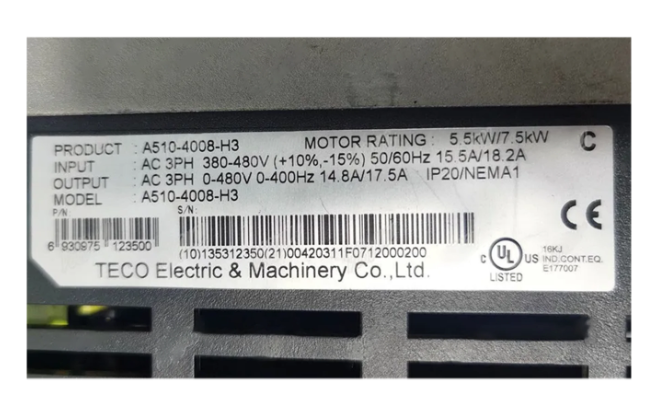 PRODUCT : A510-4008-H3 MOTOR RATING : 5.5kW/7.5kW C
INPUT : AC 3PH 380-480V (+10%,-15%) 50/60Hz 15.5A/18.2A
OUTPUT : AC 3PH 0-480V 0-400Hz 14.8A/17.5A IP20/NEMA1
MODEL : A510-4008-H3
P/N S/N:
CE
6 930975 123500
(10)135312350(21)00420311F0712000200
TECO Electric & Machinery Co.,Ltd.
C UL US
LISTED
16KJ
IND.CONT.EQ.
E177007